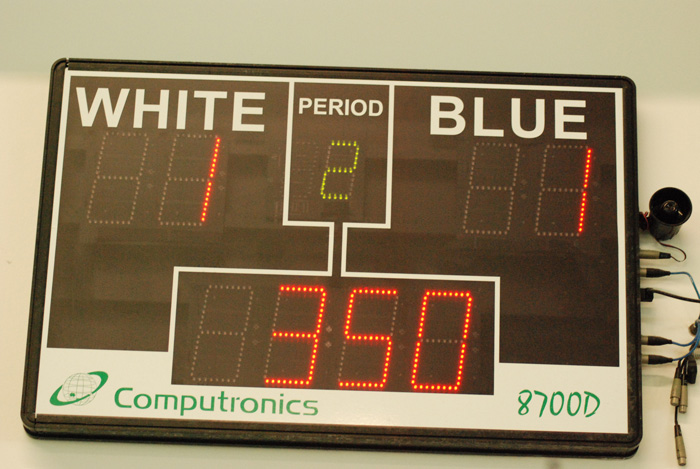 WHITE PERIOD BLUE
1 2 1
350
Computronics 8700D